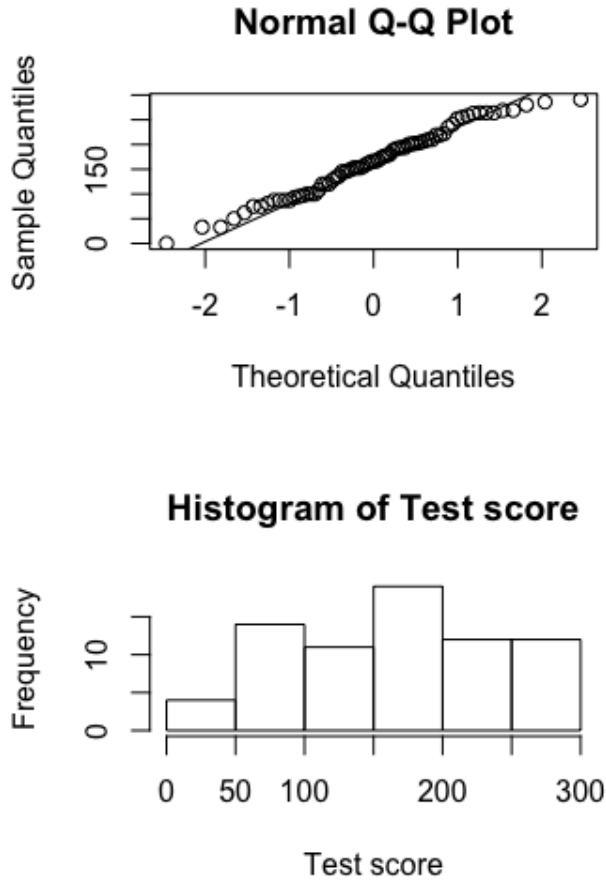 Normal Q-Q Plot
Sample Quantiles
0 150
-2 -1 0 1 2
Theoretical Quantiles
Histogram of Test score
Frequency
0 10
0 50 100 200 300
Test score